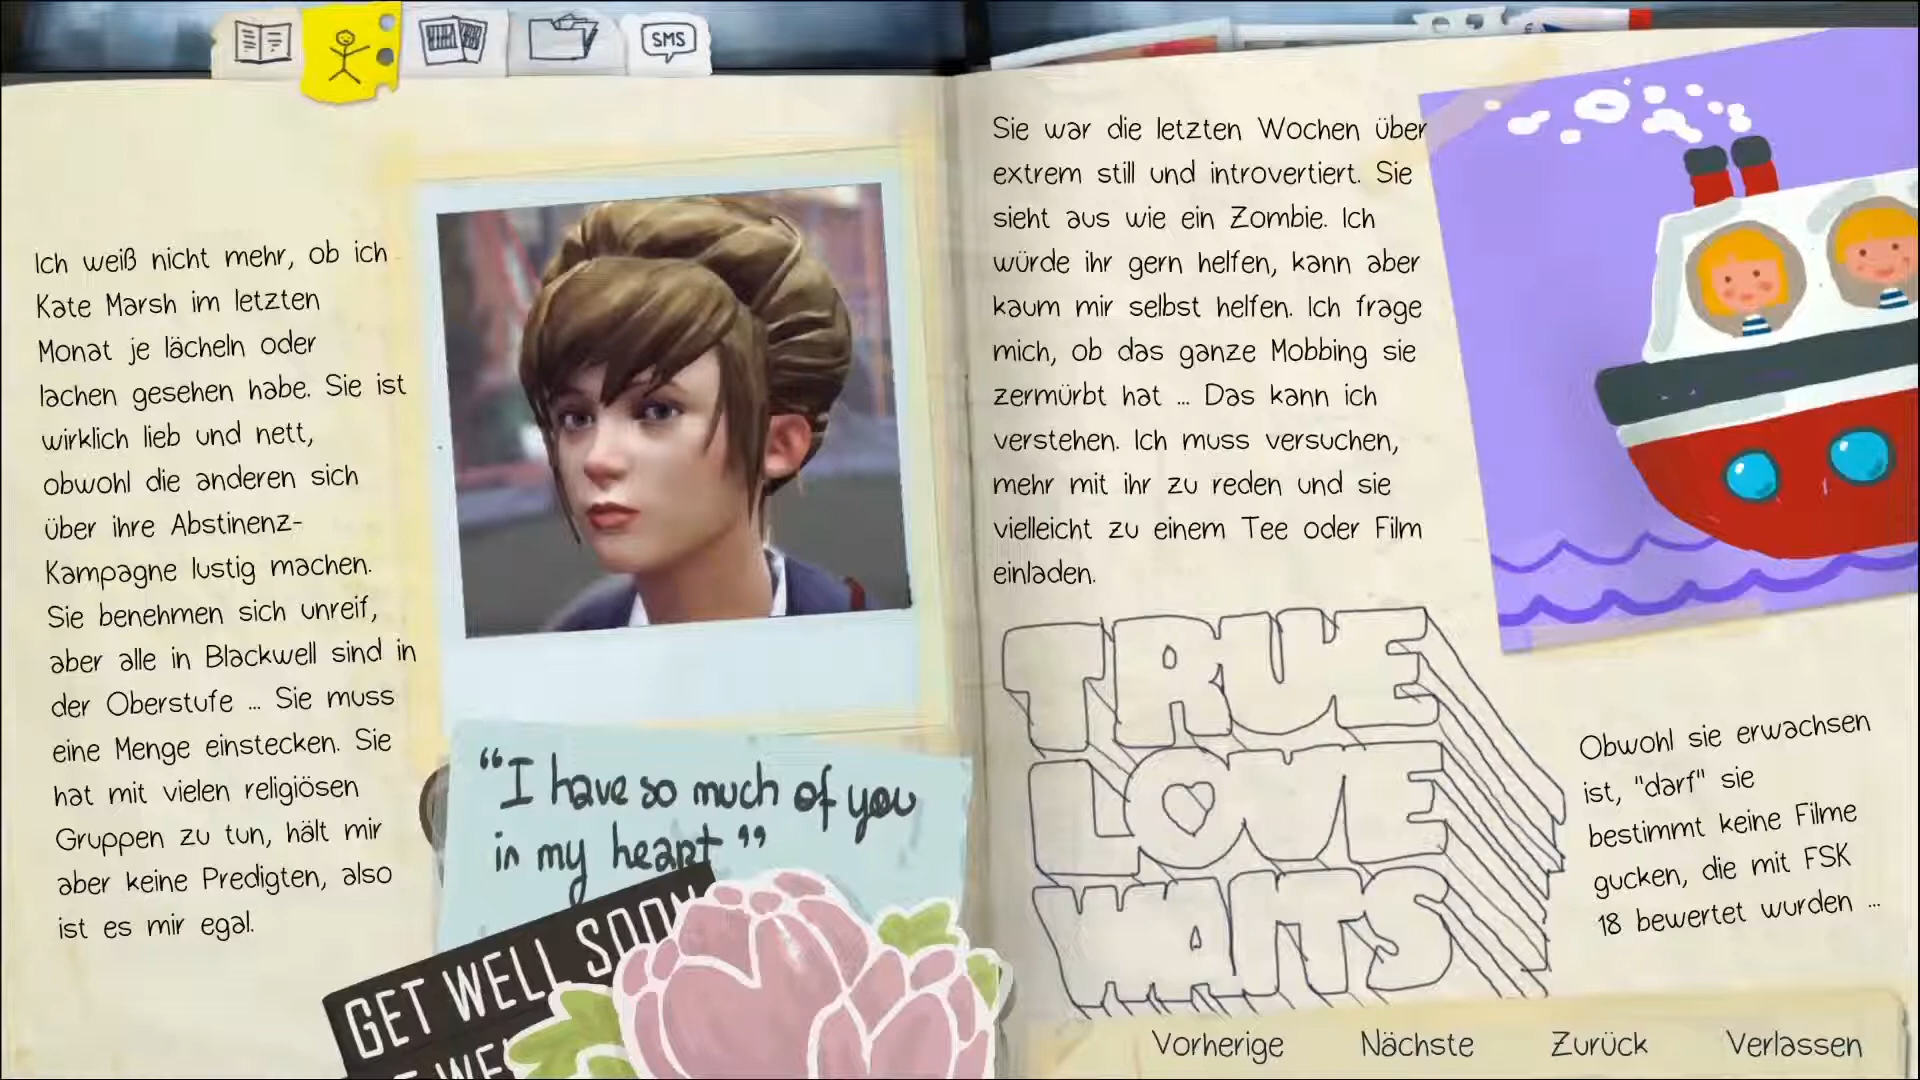 SMS
Ich weiß nicht mehr, ob ich
Kate Marsh im letzten
Monat je lächeln oder
lachen gesehen habe. Sie ist
wirklich lieb und nett,
obwohl die anderen sich
über ihre Abstinenz-
Kampagne lustig machen.
Sie benehmen sich unreif,
aber alle in Blackwell sind in
der Oberstufe ... Sie muss
eine Menge einstecken. Sie
hat mit vielen religiösen
Gruppen zu tun, hält mir
aber keine Predigten, also
ist es mir egal.
“I have so much of you
in my heart”
GET WELL SOON
Sie war die letzten Wochen über
extrem still und introvertiert. Sie
sieht aus wie ein Zombie. Ich
würde ihr gern helfen, kann aber
kaum mir selbst helfen. Ich frage
mich, ob das ganze Mobbing sie
zermürbt hat ... Das kann ich
verstehen. Ich muss versuchen,
mehr mit ihr zu reden und sie
vielleicht zu einem Tee oder Film
einladen.
TRUE
LOVE
WAITS
Obwohl sie erwachsen
ist, "darf" sie
bestimmt keine Filme
gucken, die mit FSK
18 bewertet wurden ...
Vorherige Nächste Zurück Verlassen